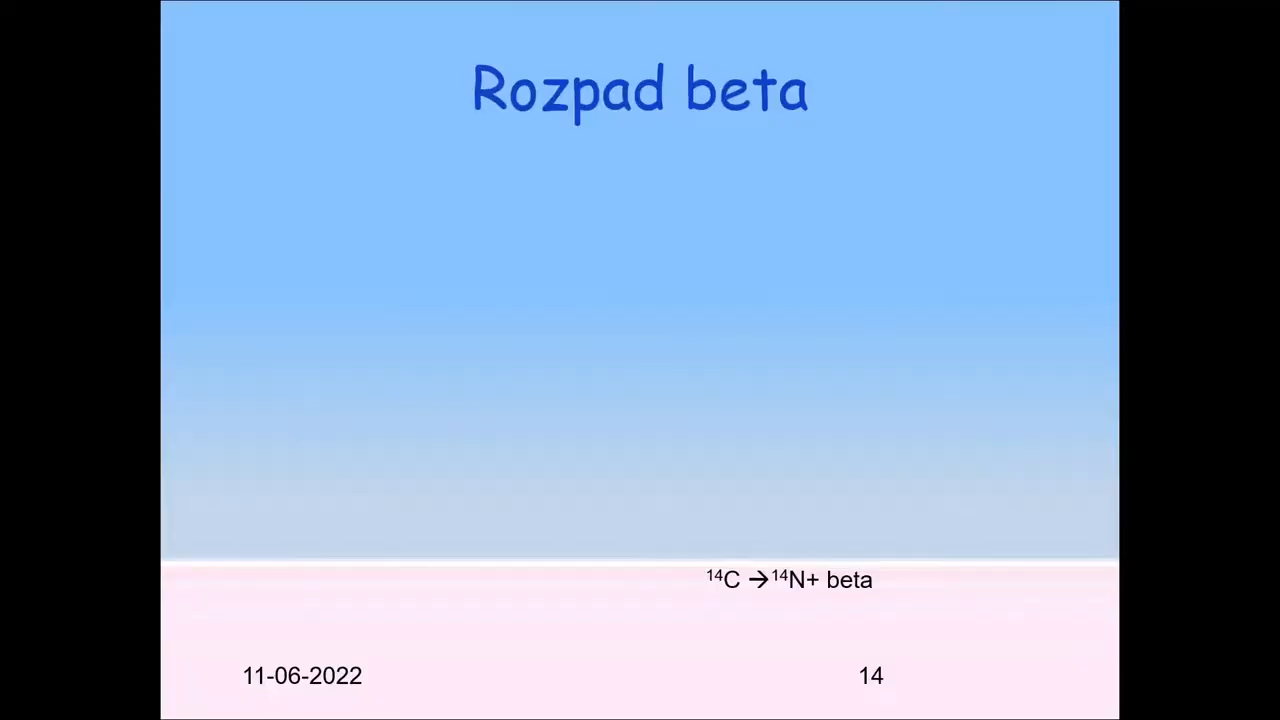 Rozpad beta
¹⁴C →¹⁴N+ beta
11-06-2022
14